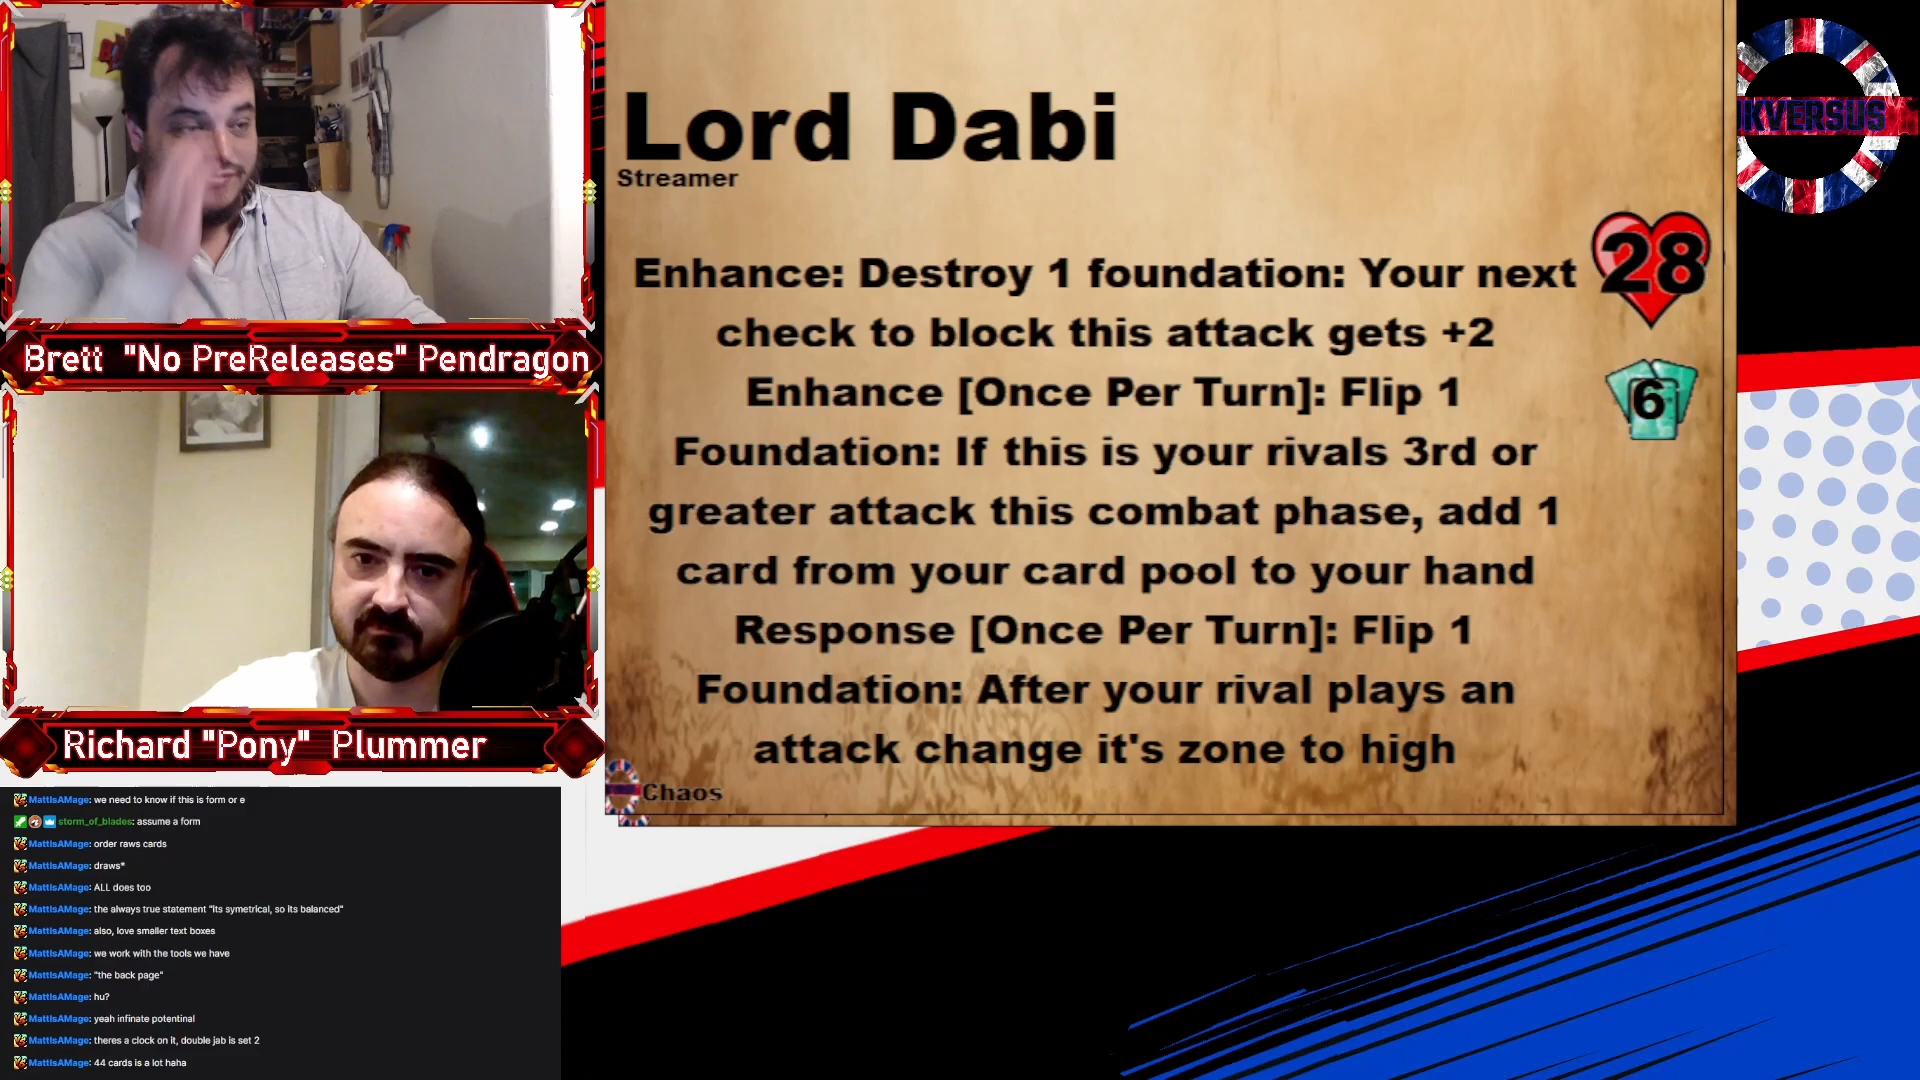 Brett "No PreReleases" Pendragon
Richard "Pony" Plummer
MattIsAMage: we need to know if this is form or e
storm_of_blades: assume a form
MattIsAMage: order raws cards
MattIsAMage: draws*
MattIsAMage: ALL does too
MattIsAMage: the always true statement "its symetrical, so its balanced"
MattIsAMage: also, love smaller text boxes
MattIsAMage: we work with the tools we have
MattIsAMage: "the back page"
MattIsAMage: hu?
MattIsAMage: yeah infinate potentinal
MattIsAMage: theres a clock on it, double jab is set 2
MattIsAMage: 44 cards is a lot haha
Lord Dabi
Streamer
Enhance: Destroy 1 foundation: Your next
check to block this attack gets +2
Enhance [Once Per Turn]: Flip 1
Foundation: If this is your rivals 3rd or
greater attack this combat phase, add 1
card from your card pool to your hand
Response [Once Per Turn]: Flip 1
Foundation: After your rival plays an
attack change it's zone to high
28
6
Chaos
KVERSUS